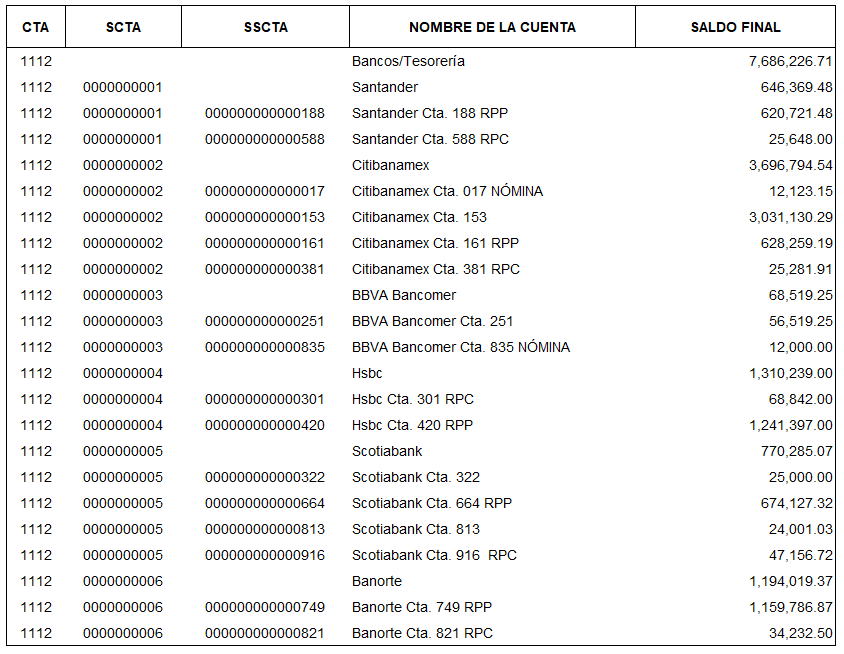 CTA SCTA SSCTA NOMBRE DE LA CUENTA SALDO FINAL
1112 Bancos/Tesorería 7,686,226.71
1112 0000000001 Santander 646,369.48
1112 0000000001 000000000000188 Santander Cta. 188 RPP 620,721.48
1112 0000000001 000000000000588 Santander Cta. 588 RPC 25,648.00
1112 0000000002 Citibanamex 3,696,794.54
1112 0000000002 000000000000017 Citibanamex Cta. 017 NÓMINA 12,123.15
1112 0000000002 000000000000153 Citibanamex Cta. 153 3,031,130.29
1112 0000000002 000000000000161 Citibanamex Cta. 161 RPP 628,259.19
1112 0000000002 000000000000381 Citibanamex Cta. 381 RPC 25,281.91
1112 0000000003 BBVA Bancomer 68,519.25
1112 0000000003 000000000000251 BBVA Bancomer Cta. 251 56,519.25
1112 0000000003 000000000000835 BBVA Bancomer Cta. 835 NÓMINA 12,000.00
1112 0000000004 Hsbc 1,310,239.00
1112 0000000004 000000000000301 Hsbc Cta. 301 RPC 68,842.00
1112 0000000004 000000000000420 Hsbc Cta. 420 RPP 1,241,397.00
1112 0000000005 Scotiabank 770,285.07
1112 0000000005 000000000000322 Scotiabank Cta. 322 25,000.00
1112 0000000005 000000000000664 Scotiabank Cta. 664 RPP 674,127.32
1112 0000000005 000000000000813 Scotiabank Cta. 813 24,001.03
1112 0000000005 000000000000916 Scotiabank Cta. 916  RPC 47,156.72
1112 0000000006 Banorte 1,194,019.37
1112 0000000006 000000000000749 Banorte Cta. 749 RPP 1,159,786.87
1112 0000000006 000000000000821 Banorte Cta. 821 RPC 34,232.50